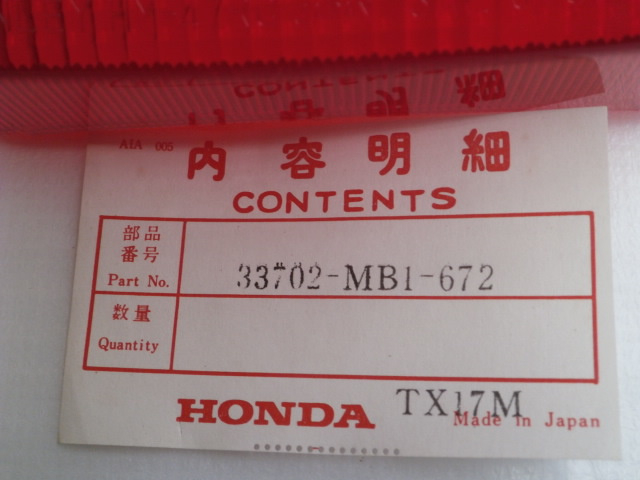 AIA 005
内容明細
CONTENTS
部品
番号
Part No.
33702-MB1-672
数量
Quantity
HONDA
TX17M
Made in Japan